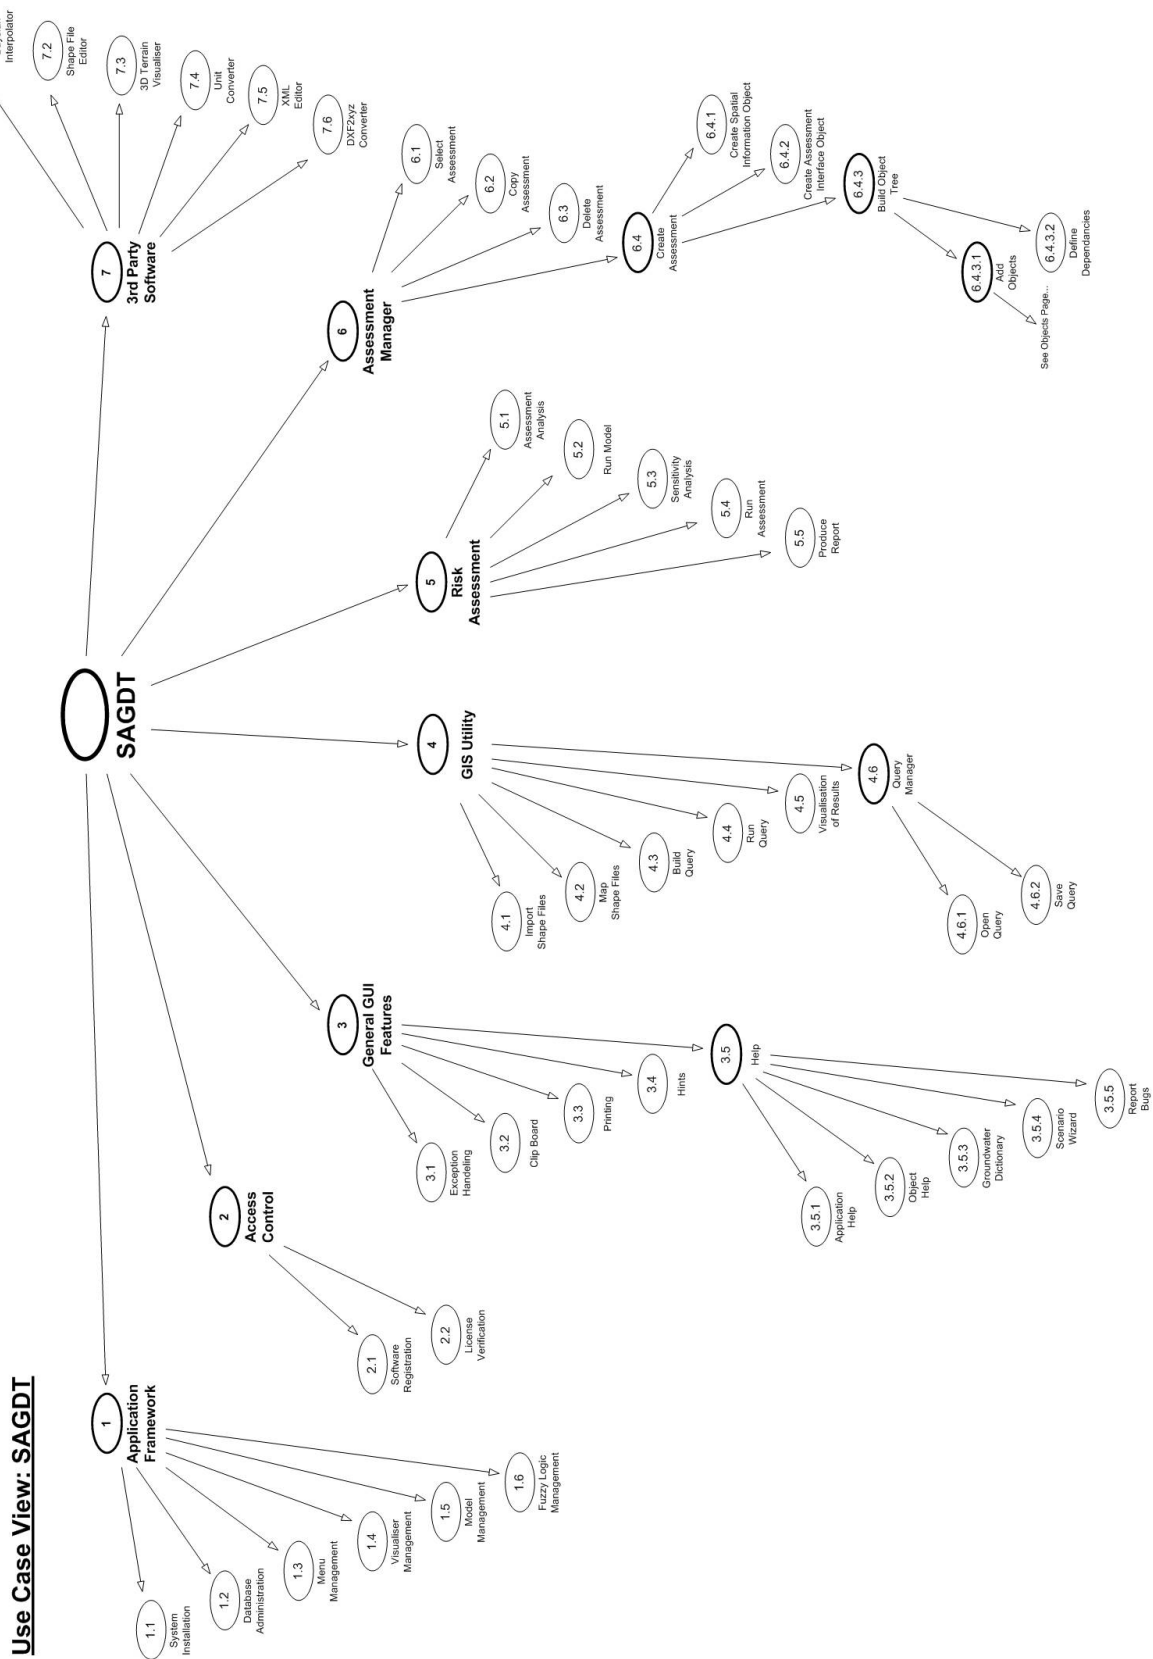 Use Case View: SAGDT
SAGDT
1
Application
Framework
1.1
System
Installation
1.2
Database
Administration
1.3
Menu
Management
1.4
Visualiser
Management
1.5
Model
Management
1.6
Fuzzy Logic
Management
2
Access
Control
2.1
Software
Registration
2.2
License
Verification
3
General GUI
Features
3.1
Exception
Handeling
3.2
Clip Board
3.3
Printing
3.4
Hints
3.5
Help
3.5.1
Application
Help
3.5.2
Object
Help
3.5.3
Groundwater
Dictionary
3.5.4
Scenario
Wizard
3.5.5
Report
Bugs
4
GIS Utility
4.1
Import
Shape Files
4.2
Map
Shape Files
4.3
Build
Query
4.4
Run
Query
4.5
Visualisation
of Results
4.6
Query
Manager
4.6.1
Open
Query
4.6.2
Save
Query
5
Risk
Assessment
5.1
Assessment
Analysis
5.2
Run Model
5.3
Sensitivity
Analysis
5.4
Run
Assessment
5.5
Produce
Report
6
Assessment
Manager
6.1
Select
Assessment
6.2
Copy
Assessment
6.3
Delete
Assessment
6.4
Create
Assessment
6.4.1
Create Spatial
Information Object
6.4.2
Create Assessment
Interface Object
6.4.3
Build Object
Tree
6.4.3.1
Add
Objects
See Objects Page...
6.4.3.2
Define
Dependancies
7
3rd Party
Software
Interpolator
7.2
Shape File
Editor
7.3
3D Terrain
Visualiser
7.4
Unit
Converter
7.5
XML
Editor
7.6
DXF2xyz
Converter